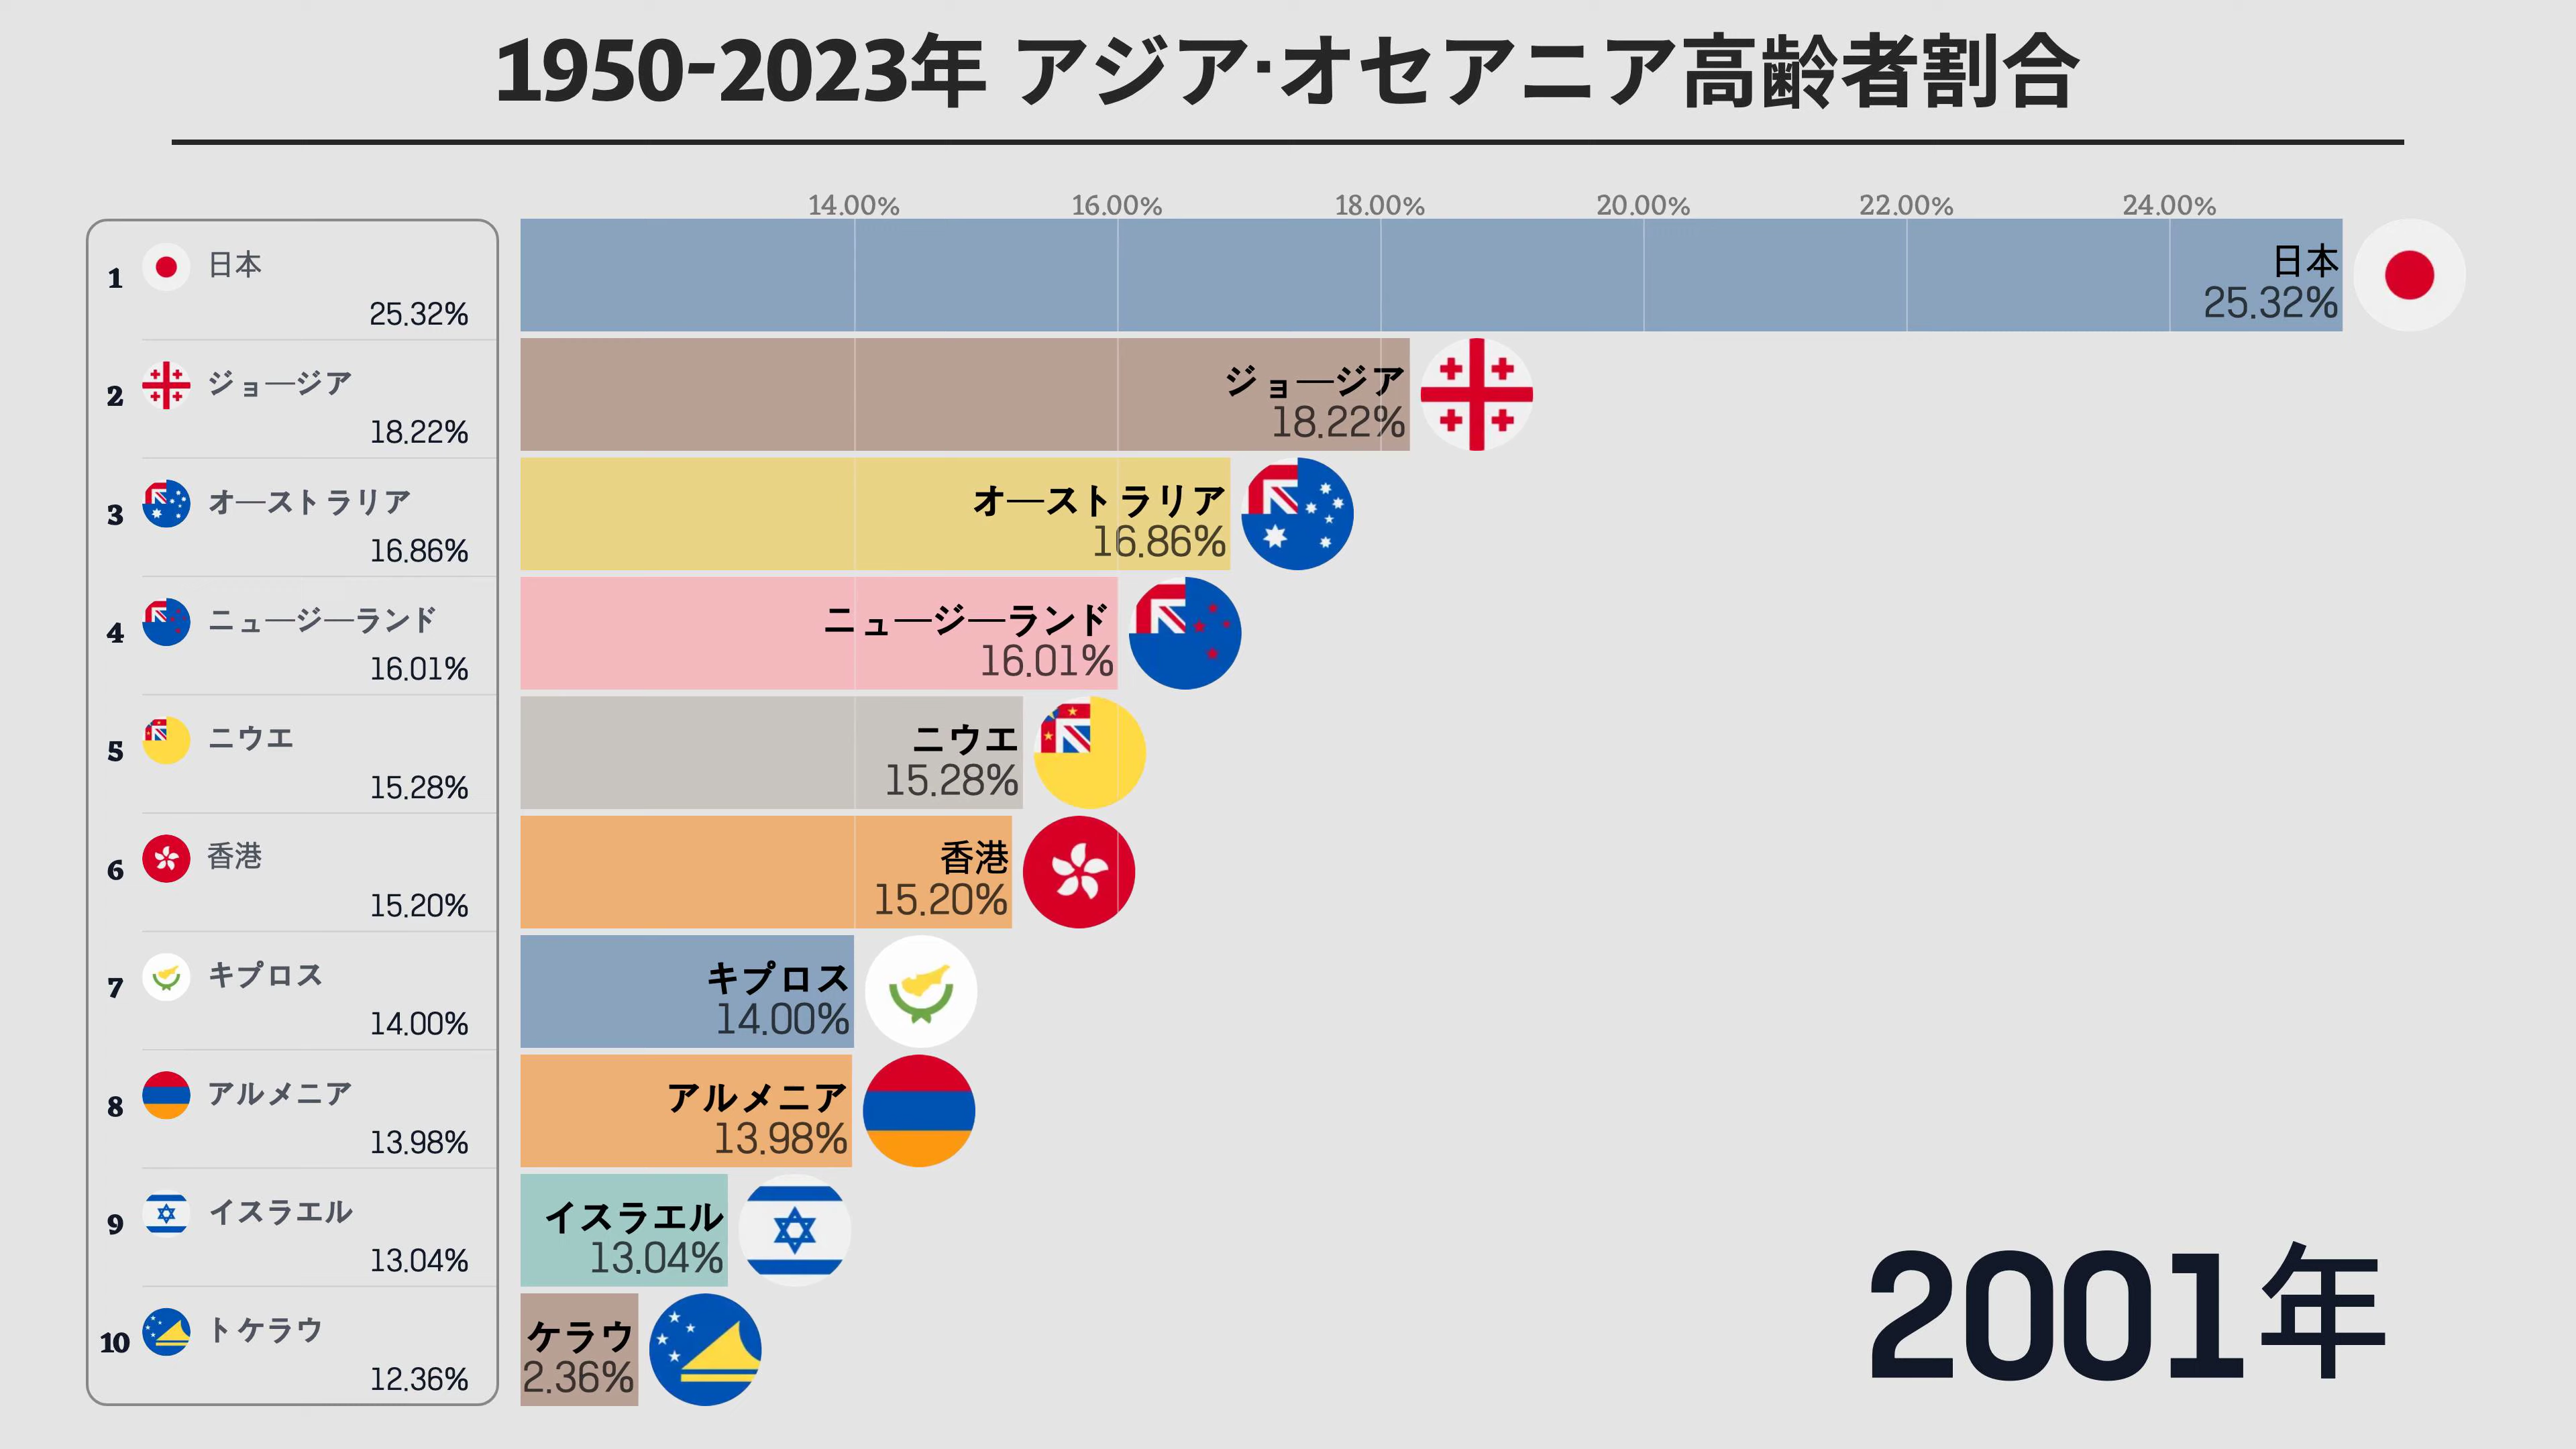 1950-2023年 アジア·オセアニア高齢者割合
14.00% 16.00% 18.00% 20.00% 22.00% 24.00%
1 日本
25.32%
2 ジョージア
18.22%
3 オーストラリア
16.86%
4 ニュージーランド
16.01%
5 ニウエ
15.28%
6 香港
15.20%
7 キプロス
14.00%
8 アルメニア
13.98%
9 イスラエル
13.04%
10 トケラウ
12.36%
日本
25.32%
ジョージア
18.22%
オーストラリア
16.86%
ニュージーランド
16.01%
ニウエ
15.28%
香港
15.20%
キプロス
14.00%
アルメニア
13.98%
イスラエル
13.04%
ケラウ
2.36%
2001年